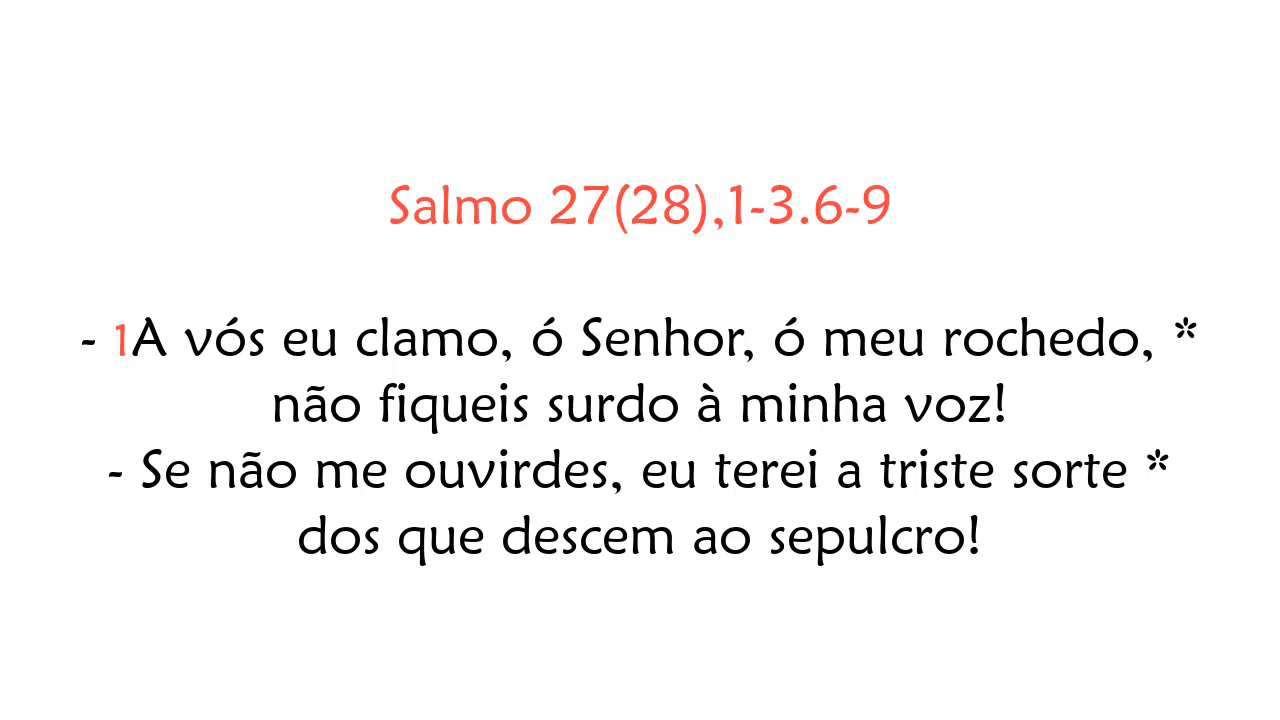 Salmo 27(28),1-3.6-9
- 1A vós eu clamo, ó Senhor, ó meu rochedo, *
não fiqueis surdo à minha voz!
- Se não me ouvirdes, eu terei a triste sorte *
dos que descem ao sepulcro!